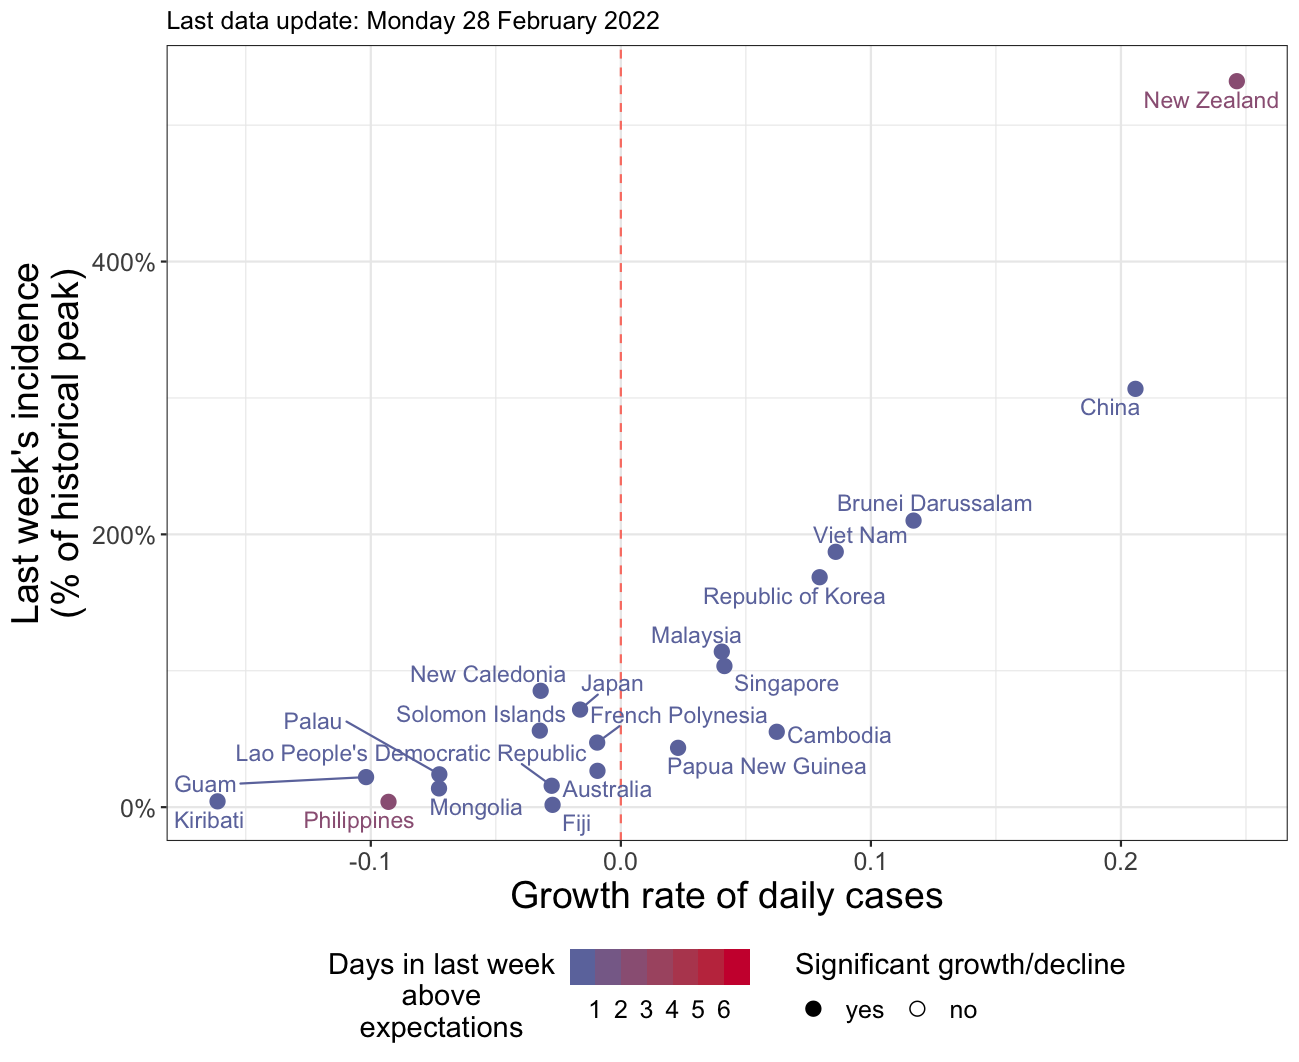 Last data update: Monday 28 February 2022
New Zealand
400%
China
Brunei Darussalam
200%
Viet Nam
Republic of Korea
Malaysia
New Caledonia
Japan
Singapore
Solomon Islands
French Polynesia
Palau
Cambodia
Lao People's Democratic Republic
Papua New Guinea
Guam
Australia
0%
Mongolia
Kiribati
Philippines
Fiji
-0.1
0.0
0.1
0.2
Last week's incidence
(% of historical peak)
Growth rate of daily cases
Days in last week
above
expectations
1 2 3 4 5 6
Significant growth/decline
yes no